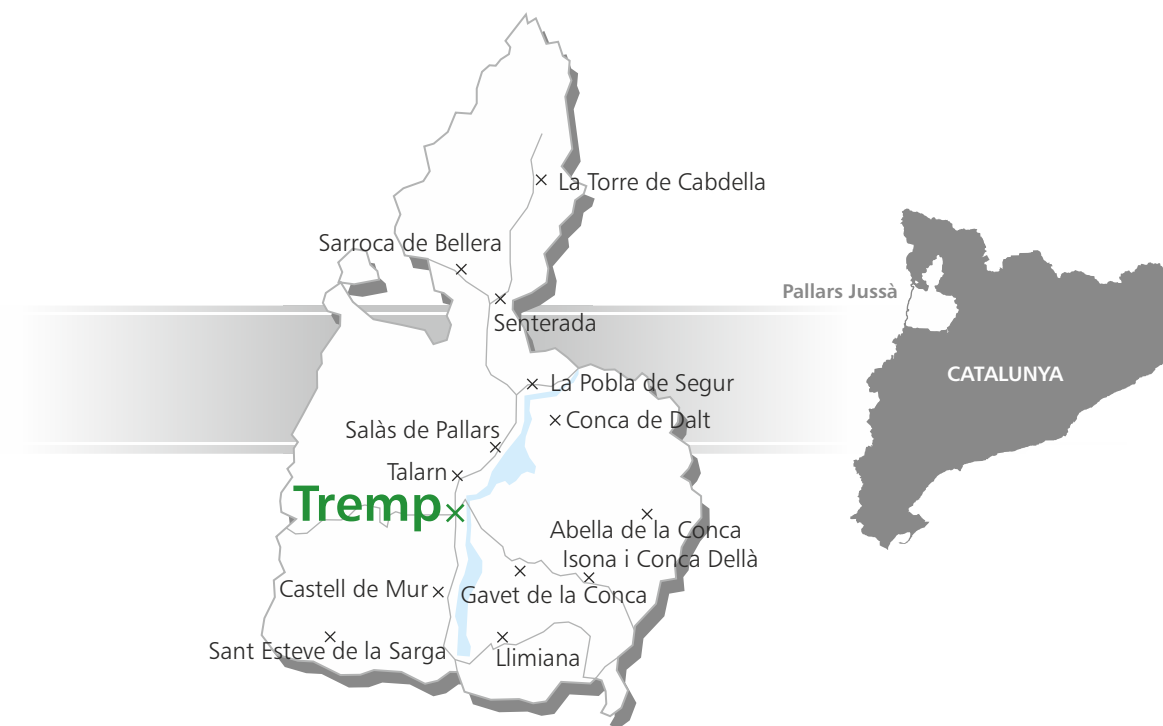 La Torre de Cabdella
Sarroca de Bellera
Pallars Jussà
Senterada
CATALUNYA
La Pobla de Segur
Conca de Dalt
Salàs de Pallars
Talarn
Tremp
Abella de la Conca
Isona i Conca Dellà
Castell de Mur
Gavet de la Conca
Sant Esteve de la Sarga
Llimiana